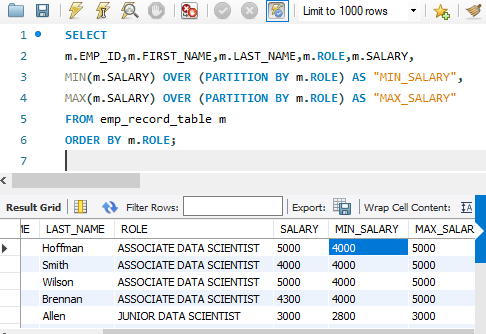 Limit to 1000 rows
1 SELECT
2 m.EMP_ID,m.FIRST_NAME,m.LAST_NAME,m.ROLE,m.SALARY,
3 MIN(m.SALARY) OVER (PARTITION BY m.ROLE) AS "MIN_SALARY",
4 MAX(m.SALARY) OVER (PARTITION BY m.ROLE) AS "MAX_SALARY"
5 FROM emp_record_table m
6 ORDER BY m.ROLE;
7
Result Grid Filter Rows: Export: Wrap Cell Content: IA
ME LAST_NAME ROLE SALARY MIN_SALARY MAX_SALAR
Hoffman ASSOCIATE DATA SCIENTIST 5000 4000 5000
Smith ASSOCIATE DATA SCIENTIST 4000 4000 5000
Wilson ASSOCIATE DATA SCIENTIST 5000 4000 5000
Brennan ASSOCIATE DATA SCIENTIST 4300 4000 5000
Allen JUNIOR DATA SCIENTIST 3000 2800 3000